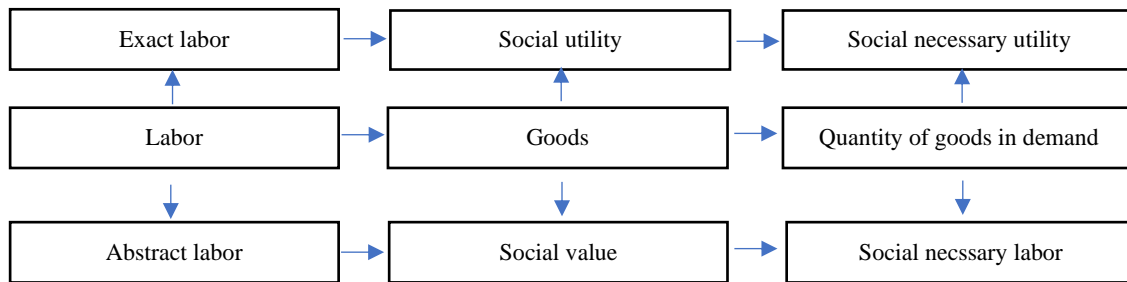 Exact labor
Social utility
Social necessary utility
Labor
Goods
Quantity of goods in demand
Abstract labor
Social value
Social necssary labor